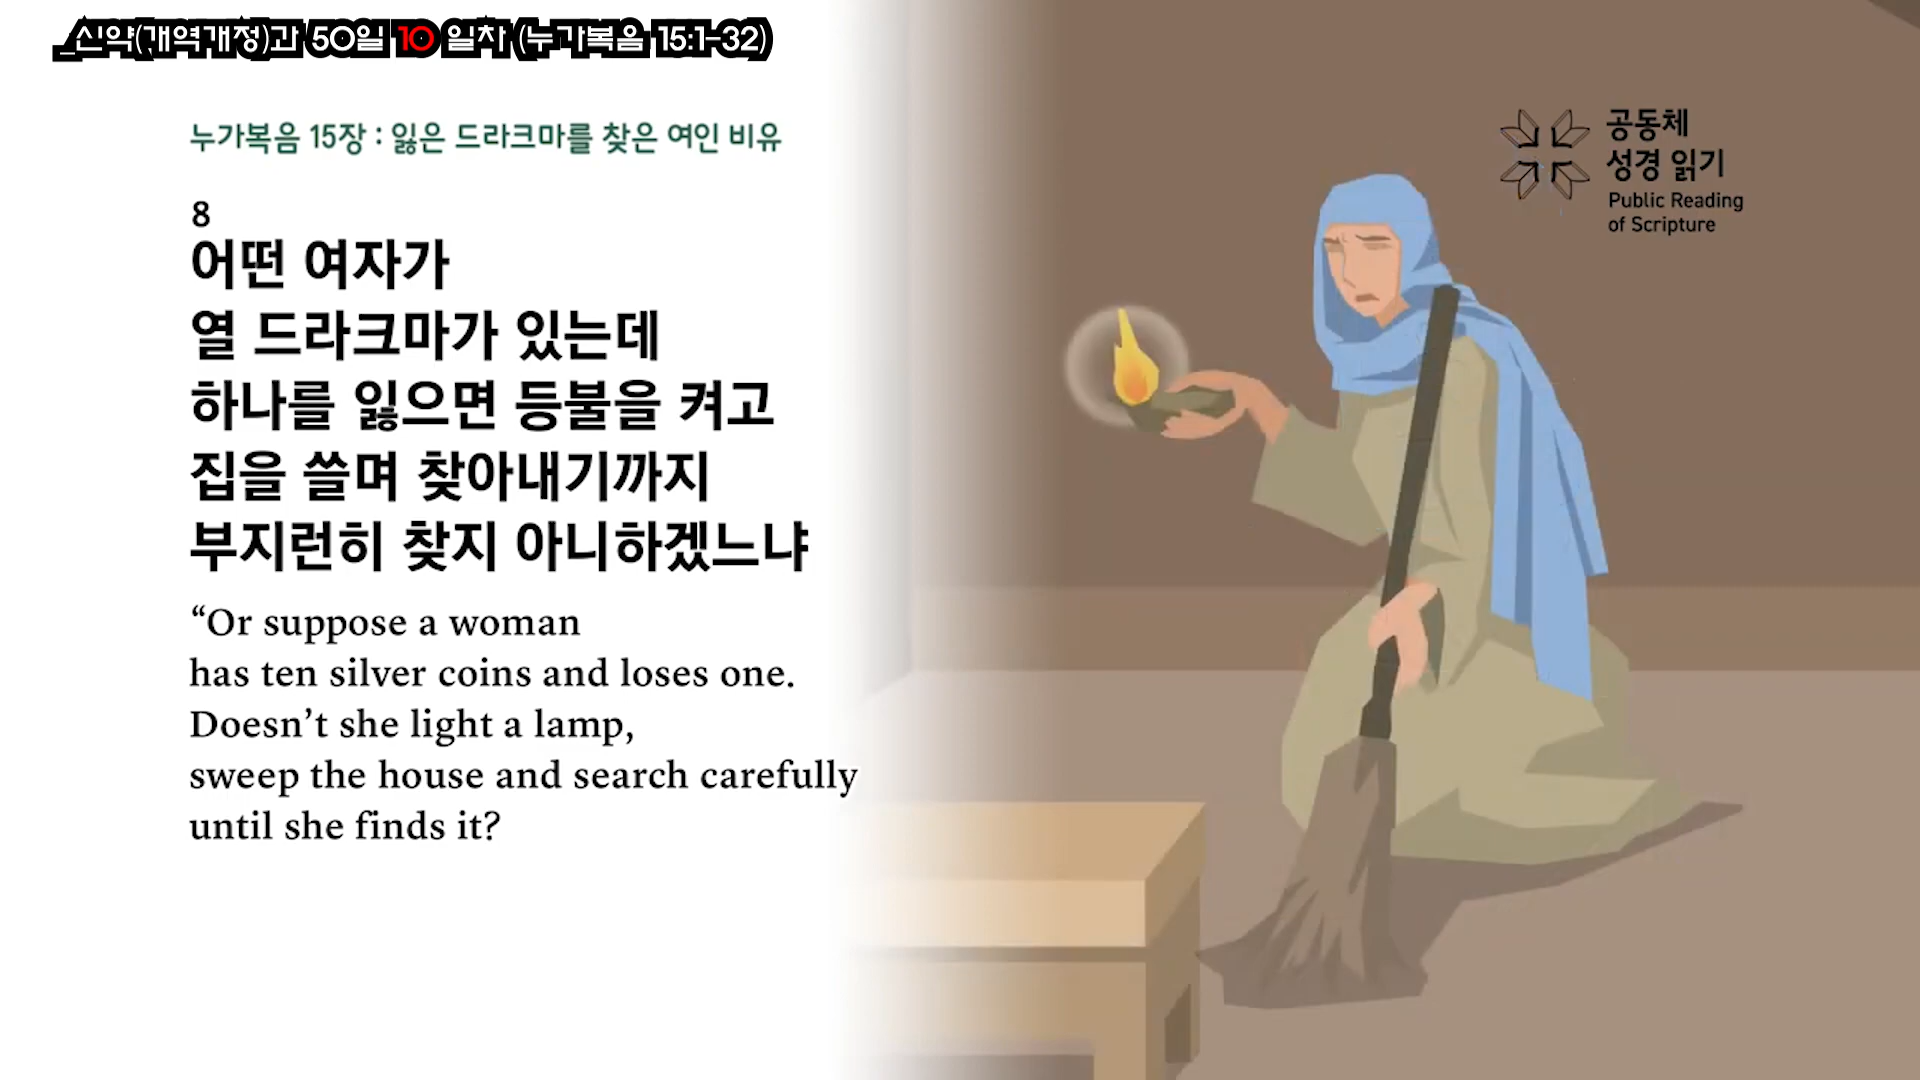 _신약(개역개정)과 50일 10 일차 (누가복음 15:1-32)
누가복음 15장 : 잃은 드라크마를 찾은 여인 비유
8
어떤 여자가
열 드라크마가 있는데
하나를 잃으면 등불을 켜고
집을 쓸며 찾아내기까지
부지런히 찾지 아니하겠느냐
“Or suppose a woman
has ten silver coins and loses one.
Doesn’t she light a lamp,
sweep the house and search carefully
until she finds it?
공동체
성경 읽기
Public Reading
of Scripture